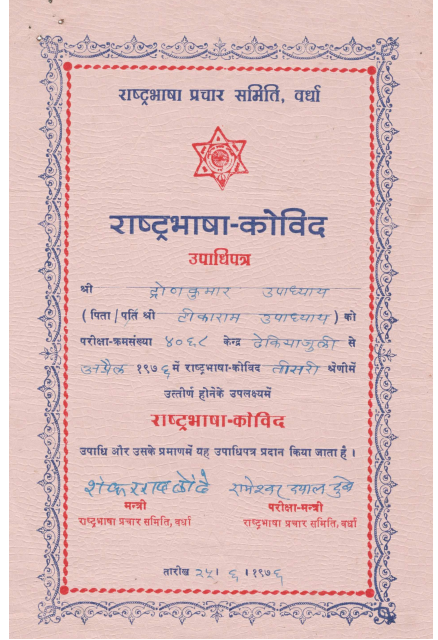 राष्ट्रभाषा प्रचार समिति, वर्धा
राष्ट्रभाषा-कोविद
उपाधिपत्र
श्री द्रोणकुमार उपाध्याय
( पिता / पति श्री टीकाराम उपाध्याय ) को
परीक्षा-क्रमसंख्या ४०६८ केन्द्र ढेकियाजुली से
अप्रैल १९७६ में राष्ट्रभाषा-कोविद तीसरी श्रेणीमें
उत्तीर्ण होनेके उपलक्ष्यमें
राष्ट्रभाषा-कोविद
उपाधि और उसके प्रमाणमें यह उपाधिपत्र प्रदान किया जाता है ।
रामेश्वर दयाल दुबे
मन्त्री परीक्षा-मन्त्री
राष्ट्रभाषा प्रचार समिति, वर्धा राष्ट्रभाषा प्रचार समिति, वर्धा
तारीख २५ । ६ । १९७६